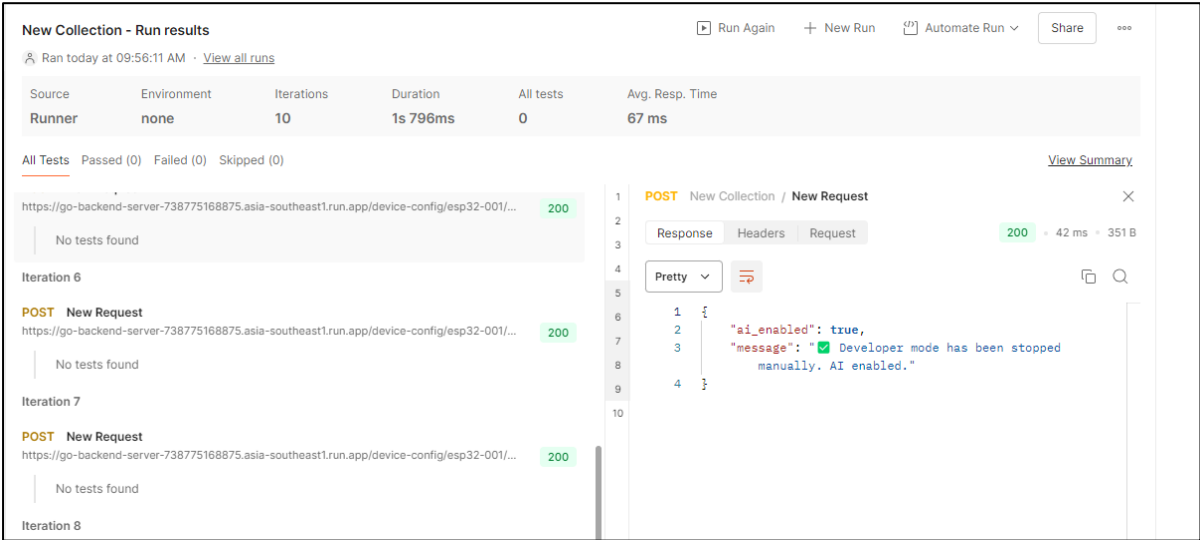 New Collection - Run results
Run Again
New Run
Automate Run
Share
Ran today at 09:56:11 AM · View all runs
Source Environment Iterations Duration All tests Avg. Resp. Time
Runner none 10 1s 796ms 0 67 ms
All Tests Passed (0) Failed (0) Skipped (0)
View Summary
https://go-backend-server-738775168875.asia-southeast1.run.app/device-config/esp32-001/... 200
No tests found
Iteration 6
POST New Request
https://go-backend-server-738775168875.asia-southeast1.run.app/device-config/esp32-001/... 200
No tests found
Iteration 7
POST New Request
https://go-backend-server-738775168875.asia-southeast1.run.app/device-config/esp32-001/... 200
No tests found
Iteration 8
1
2
3
4
5
6
7
8
9
10
POST New Collection / New Request
Response Headers Request
200 • 42 ms • 351 B
Pretty
1 {
2 "ai_enabled": true,
3 "message": "✅ Developer mode has been stopped
manually. AI enabled."
4 }